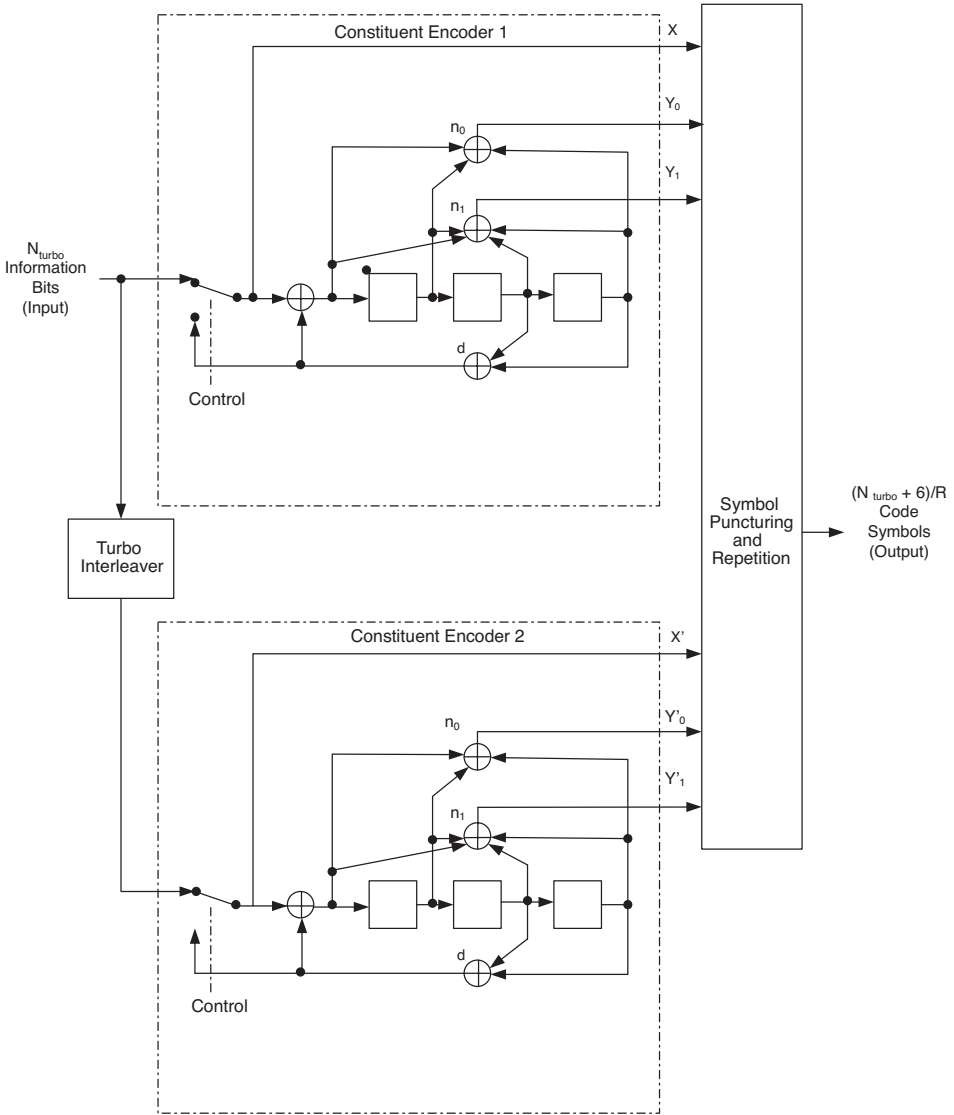 Constituent Encoder 1
X
Y0
n0
Y1
n1
Nturbo
Information
Bits
(Input)
d
Control
Symbol
Puncturing
and
Repetition
(N turbo + 6)/R
Code
Symbols
(Output)
Turbo
Interleaver
Constituent Encoder 2
X'
Y'0
n0
Y'1
n1
d
Control